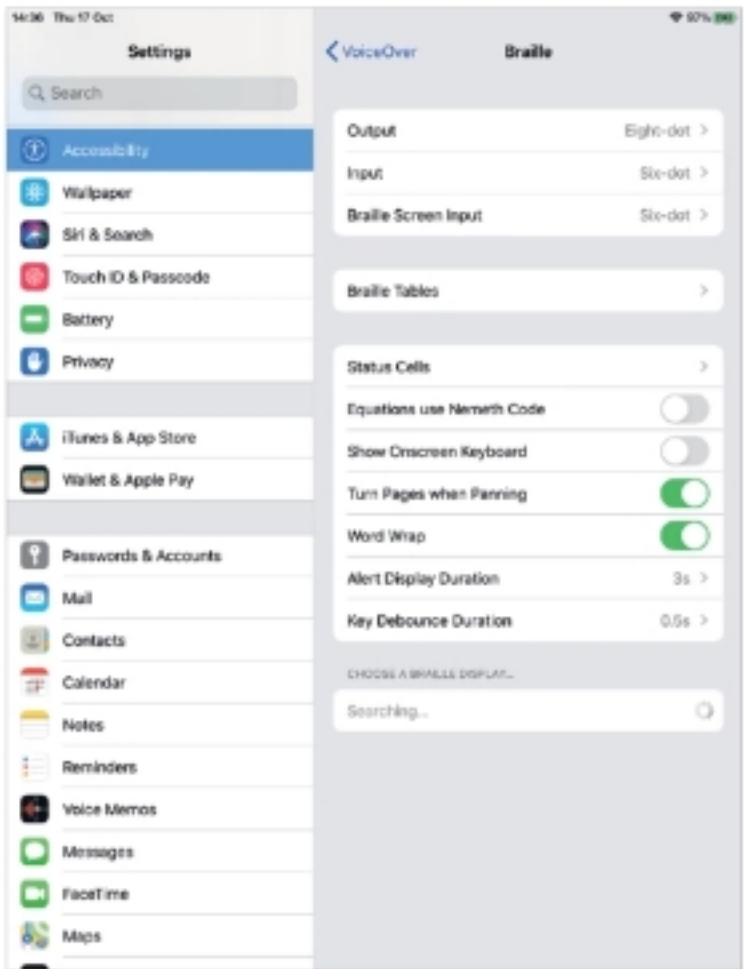 14:36 Thu 17 Oct
97%
Settings
Search
Accessibility
Wallpaper
Siri & Search
Touch ID & Passcode
Battery
Privacy
iTunes & App Store
Wallet & Apple Pay
Passwords & Accounts
Mail
Contacts
Calendar
Notes
Reminders
Voice Memos
Messages
FaceTime
Maps
VoiceOver
Braille
Output Eight-dot
Input Six-dot
Braille Screen Input Six-dot
Braille Tables
Status Cells
Equations use Nemeth Code
Show Onscreen Keyboard
Turn Pages when Panning
Word Wrap
Alert Display Duration 3s
Key Debounce Duration 0.5s
CHOOSE A BRAILLE DISPLAY...
Searching...